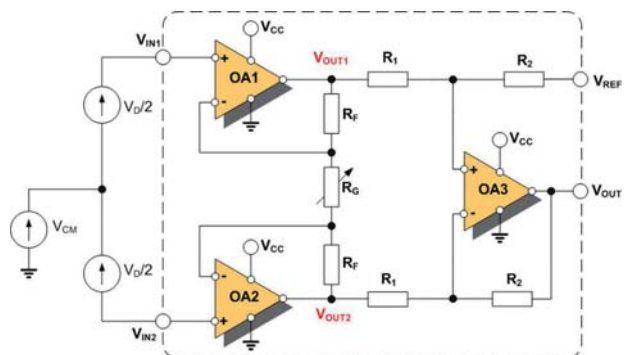 VCC
VIN1
+
OA1
-
VOUT1
R1
R2
VREF
VD/2
RF
VCC
+
OA3
-
VOUT
RG
VCM
VD/2
VCC
RF
-
OA2
+
VOUT2
R1
R2
VIN2